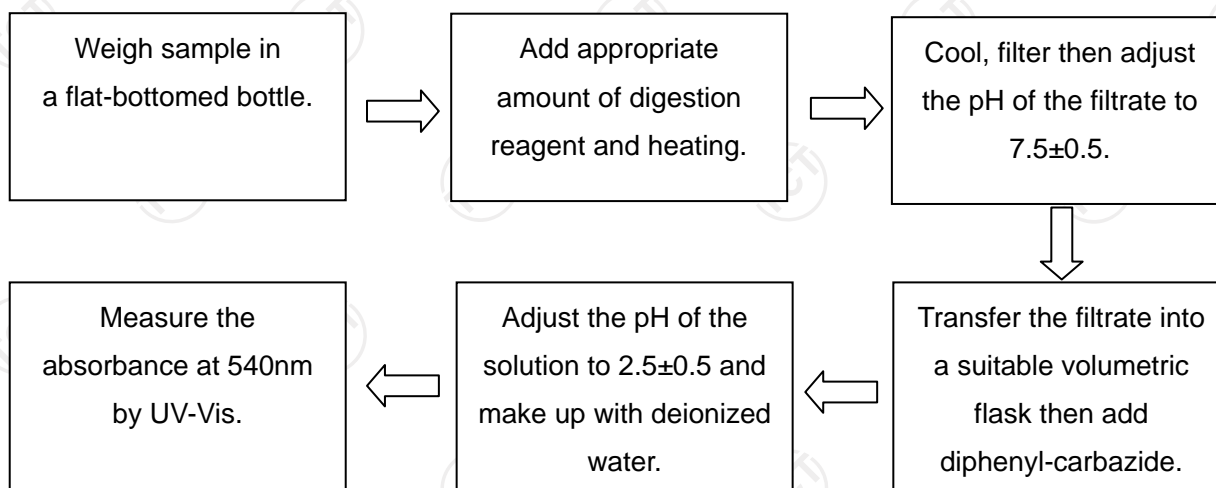 Weigh sample in
a flat-bottomed bottle.
Add appropriate
amount of digestion
reagent and heating.
Cool, filter then adjust
the pH of the filtrate to
7.5±0.5.
Transfer the filtrate into
a suitable volumetric
flask then add
diphenyl-carbazide.
Adjust the pH of the
solution to 2.5±0.5 and
make up with deionized
water.
Measure the
absorbance at 540nm
by UV-Vis.